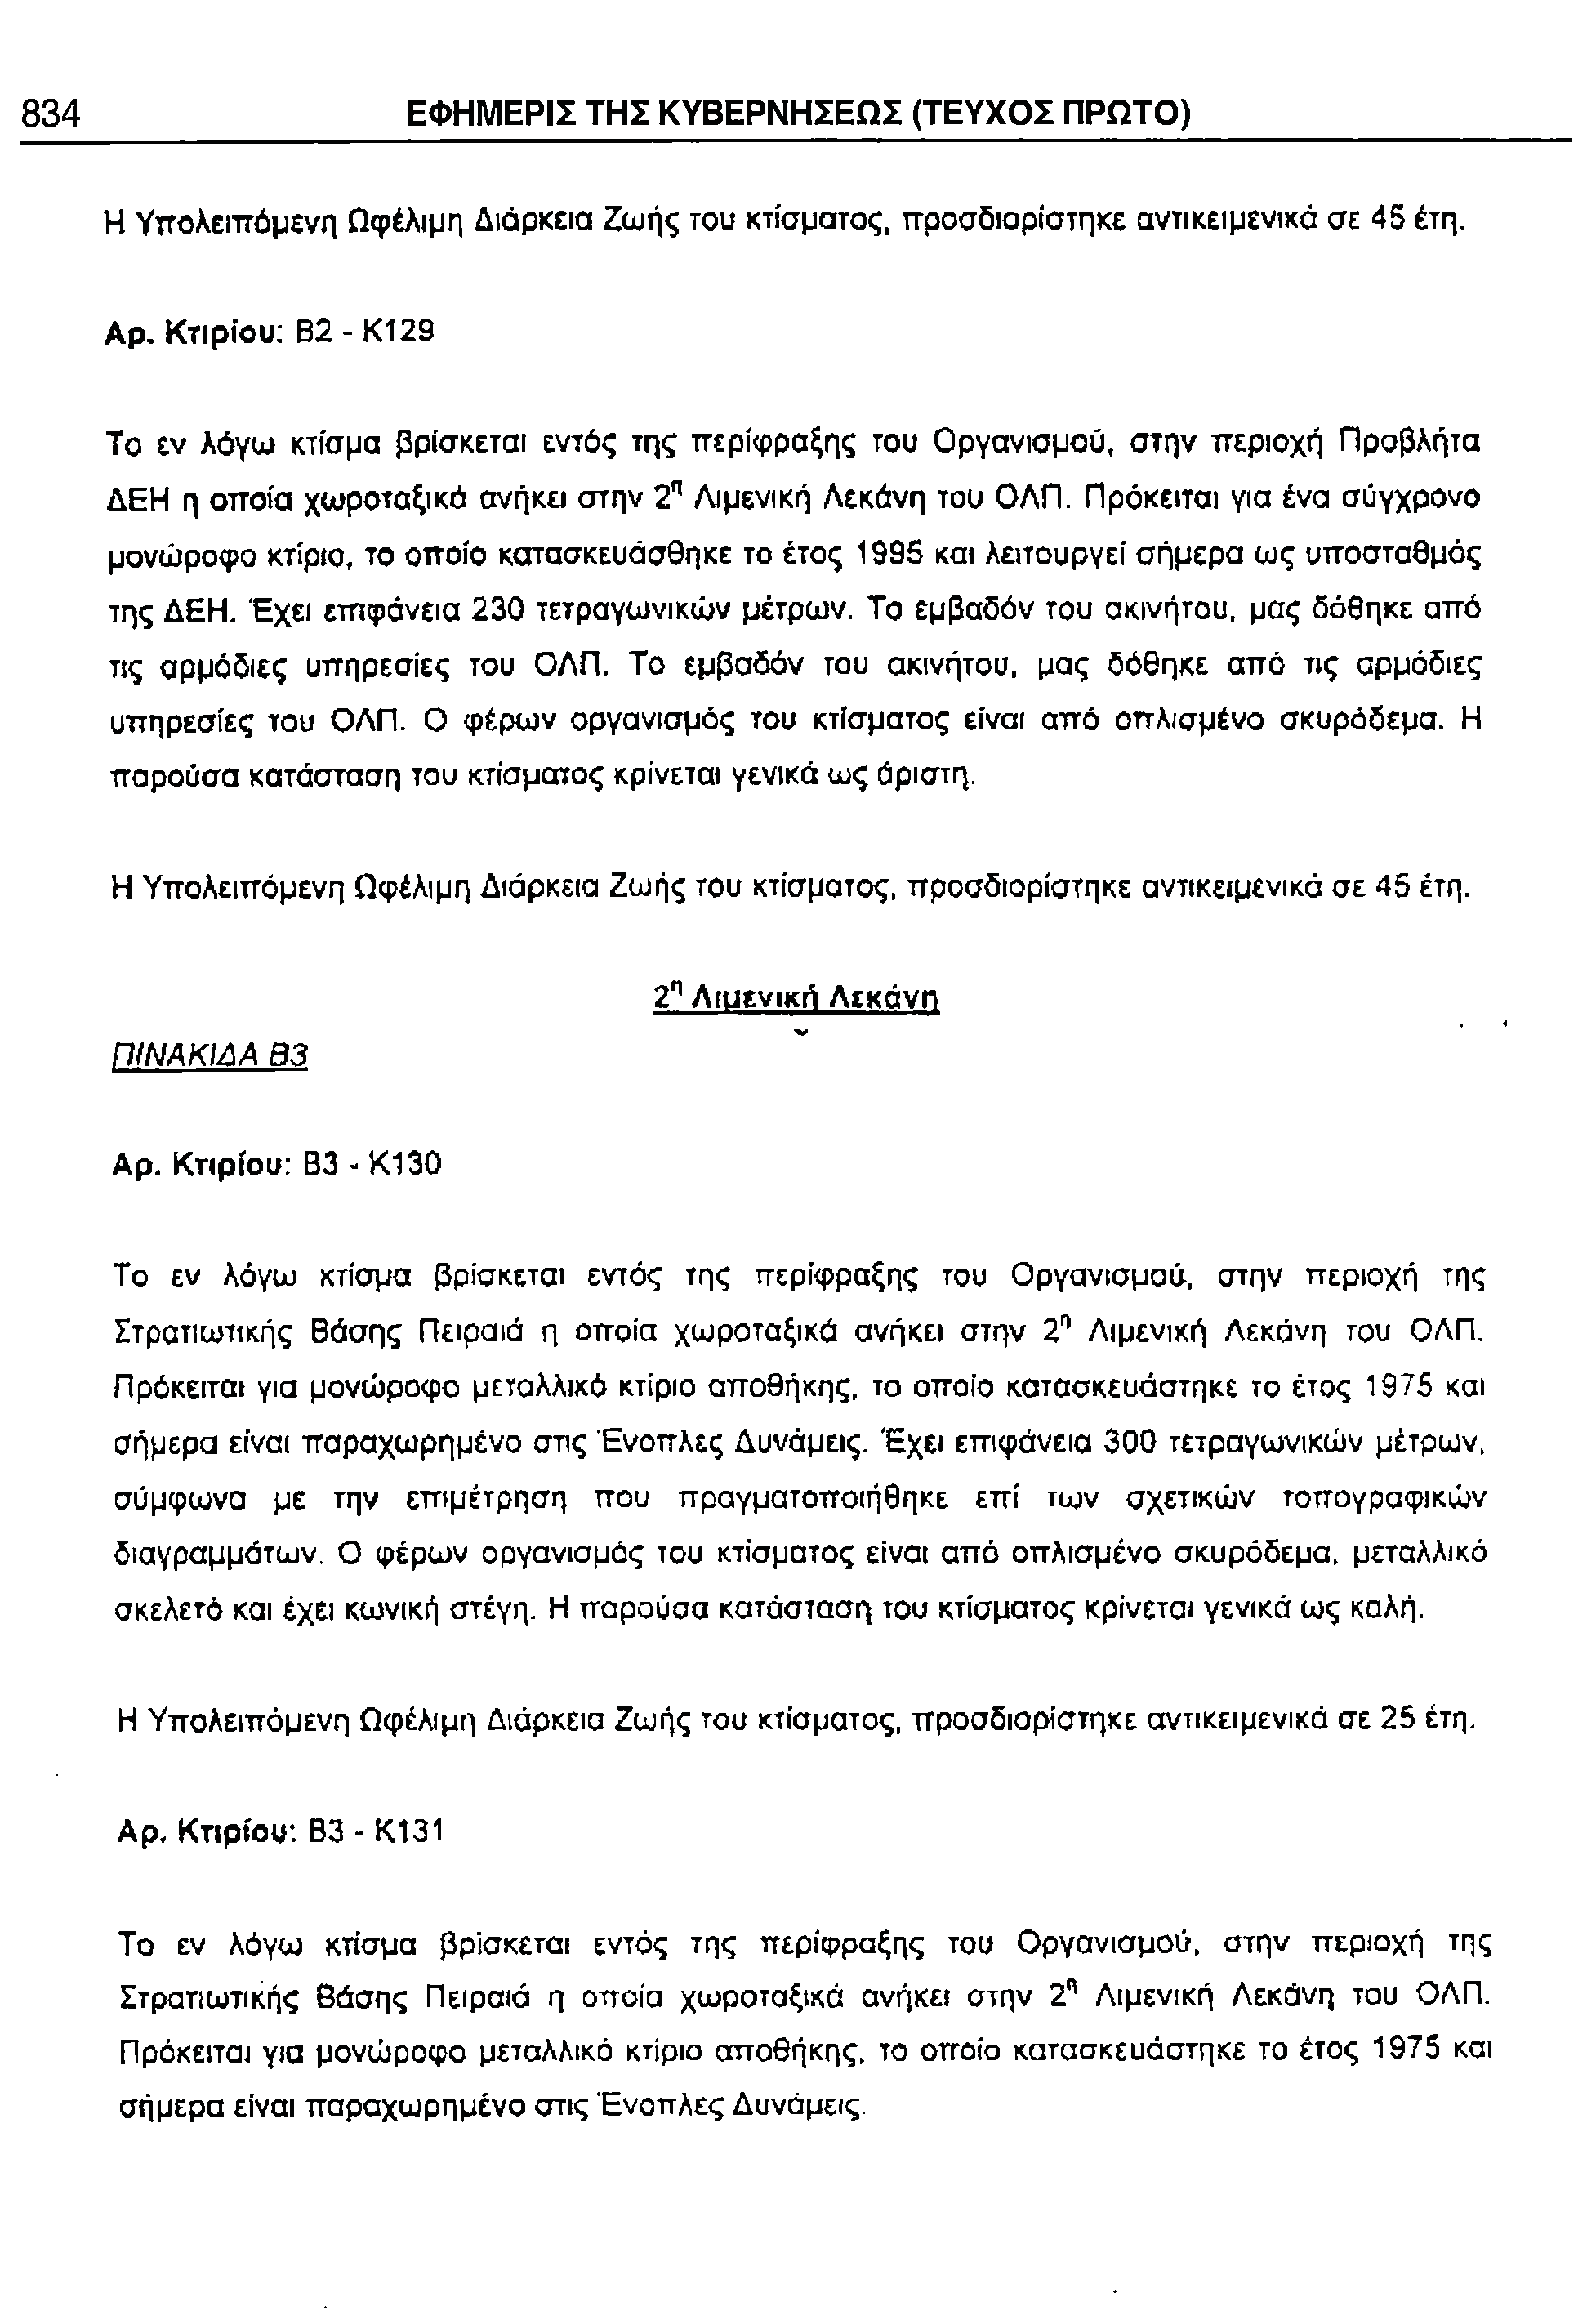 834 ΕΦΗΜΕΡΙΣ ΤΗΣ ΚΥΒΕΡΝΗΣΕΩΣ (ΤΕΥΧΟΣ ΠΡΩΤΟ)
Η Υπολειπόμενη Ωφέλιμη Διάρκεια Ζωής του κτίσματος, προσδιορίστηκε αντικειμενικά σε 45 έτη.
Αρ. Κτιρίου: Β2 - Κ129
Το εν λόγω κτίσμα βρίσκεται εντός της περίφραξης του Οργανισμού, στην περιοχή Προβλήτα
ΔΕΗ η οποία χωροταξικά ανήκει στην 2η Λιμενική Λεκάνη του ΟΛΠ. Πρόκειται για ένα σύγχρονο
μονώροφο κτίριο, το οποίο κατασκευάσθηκε το έτος 1995 και λειτουργεί σήμερα ως υποσταθμός
της ΔΕΗ. Έχει επιφάνεια 230 τετραγωνικών μέτρων. Το εμβαδόν του ακινήτου, μας δόθηκε από
τις αρμόδιες υπηρεσίες του ΟΛΠ. Το εμβαδόν του ακινήτου, μας δόθηκε από τις αρμόδιες
υπηρεσίες του ΟΛΠ. Ο φέρων οργανισμός του κτίσματος είναι από οπλισμένο σκυρόδεμα. Η
παρούσα κατάσταση του κτίσματος κρίνεται γενικά ως άριστη.
Η Υπολειπόμενη Ωφέλιμη Διάρκεια Ζωής του κτίσματος, προσδιορίστηκε αντικειμενικά σε 45 έτη.
2η Λιμενική Λεκάνη
ΠΙΝΑΚΙΔΑ Β3
Αρ. Κτιρίου: Β3 - Κ130
Το εν λόγω κτίσμα βρίσκεται εντός της περίφραξης του Οργανισμού, στην περιοχή της
Στρατιωτικής Βάσης Πειραιά η οποία χωροταξικά ανήκει στην 2η Λιμενική Λεκάνη του ΟΛΠ.
Πρόκειται για μονώροφο μεταλλικό κτίριο αποθήκης, το οποίο κατασκευάστηκε το έτος 1975 και
σήμερα είναι παραχωρημένο στις Ένοπλες Δυνάμεις. Έχει επιφάνεια 300 τετραγωνικών μέτρων,
σύμφωνα με την επιμέτρηση που πραγματοποιήθηκε επί των σχετικών τοπογραφικών
διαγραμμάτων. Ο φέρων οργανισμός του κτίσματος είναι από οπλισμένο σκυρόδεμα, μεταλλικό
σκελετό και έχει κωνική στέγη. Η παρούσα κατάσταση του κτίσματος κρίνεται γενικά ως καλή.
Η Υπολειπόμενη Ωφέλιμη Διάρκεια Ζωής του κτίσματος, προσδιορίστηκε αντικειμενικά σε 25 έτη.
Αρ. Κτιρίου: Β3 - Κ131
Το εν λόγω κτίσμα βρίσκεται εντός της περίφραξης του Οργανισμού, στην περιοχή της
Στρατιωτικής Βάσης Πειραιά η οποία χωροταξικά ανήκει στην 2η Λιμενική Λεκάνη του ΟΛΠ.
Πρόκειται για μονώροφο μεταλλικό κτίριο αποθήκης, το οποίο κατασκευάστηκε το έτος 1975 και
σήμερα είναι παραχωρημένο στις Ένοπλες Δυνάμεις.